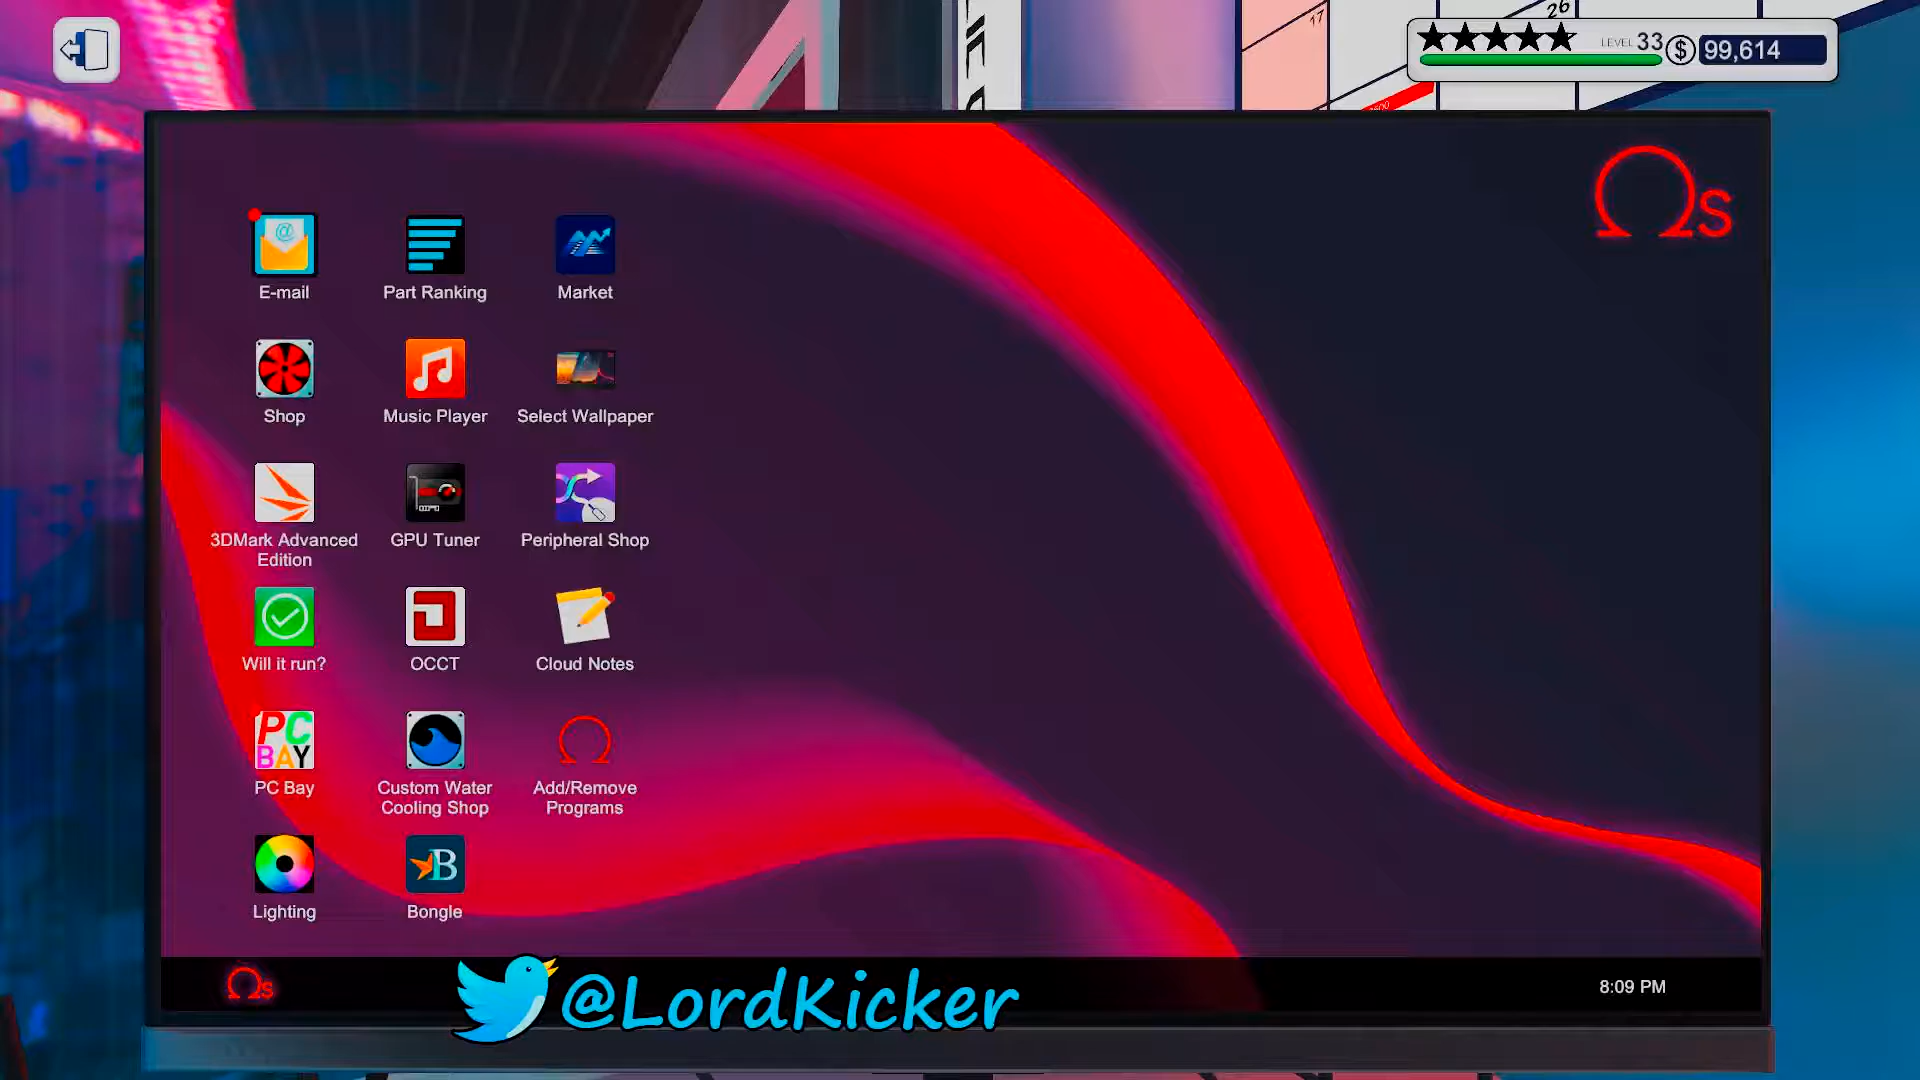 17
26
LEVEL 33
$ 99,614
Ωs
E-mail
Part Ranking
Market
Shop
Music Player
Select Wallpaper
3DMark Advanced
Edition
GPU Tuner
Peripheral Shop
Will it run?
OCCT
Cloud Notes
PC
BAY
PC Bay
Custom Water
Cooling Shop
Add/Remove
Programs
B
Lighting
Bongle
Ωs
@LordKicker
8:09 PM